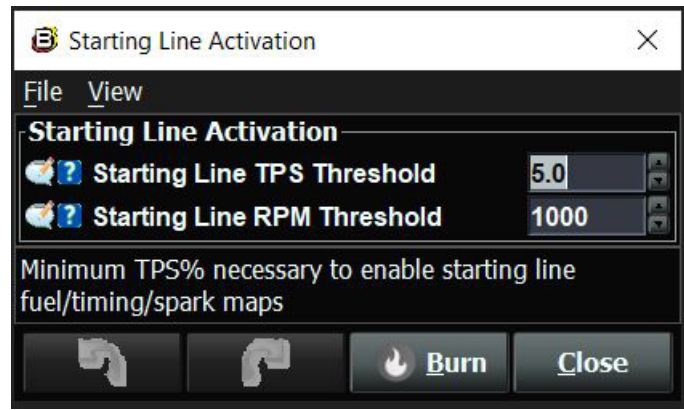 B Starting Line Activation
File View
Starting Line Activation
? Starting Line TPS Threshold 5.0
? Starting Line RPM Threshold 1000
Minimum TPS% necessary to enable starting line
fuel/timing/spark maps
Burn Close